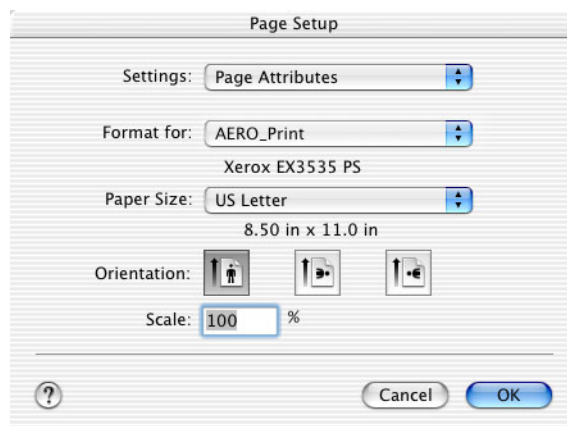 Page Setup
Settings: Page Attributes
Format for: AERO_Print
Xerox EX3535 PS
Paper Size: US Letter
8.50 in x 11.0 in
Orientation:
Scale: 100 %
? Cancel OK